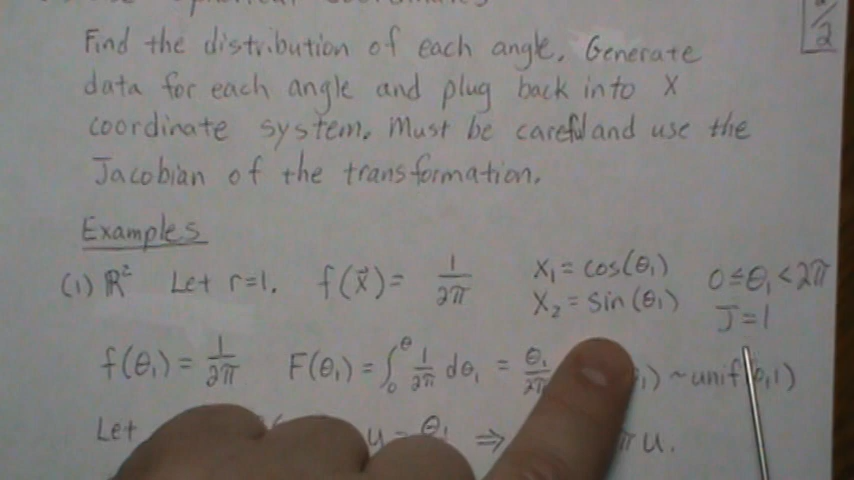 Find the distribution of each angle. Generate
data for each angle and plug back into X
coordinate system. Must be careful and use the
Jacobian of the transformation.
Examples
(1) ℝ² Let r=1. f(x⃗)= 1/2π x₁ = cos(θ₁) 0≤θ₁<2π
x₂ = sin(θ₁) J=1
f(θ₁) = 1/2π F(θ₁) = ∫₀^θ 1/2π dθ₁ = θ₁/2π θ₁) ~ unif(0,1)
Let u = θ₁ ⇒ π u.